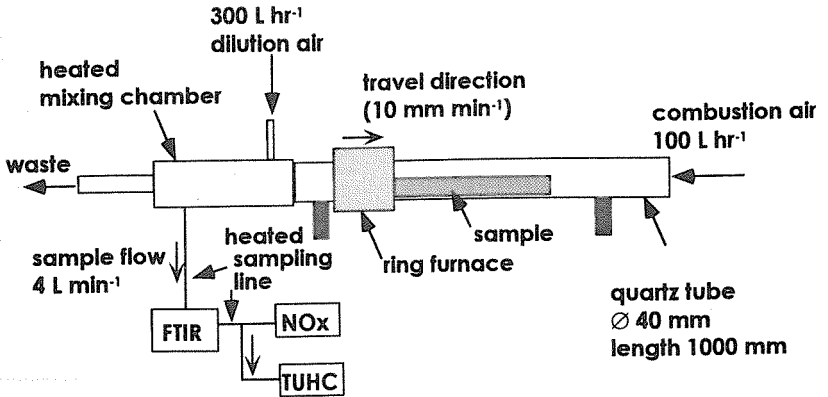 300 L hr-1
dilution air
heated
mixing chamber
travel direction
(10 mm min-1)
combustion air
100 L hr-1
waste
sample flow
4 L min-1
heated
sampling
line
sample
ring furnace
quartz tube
∅ 40 mm
length 1000 mm
FTIR
NOx
TUHC